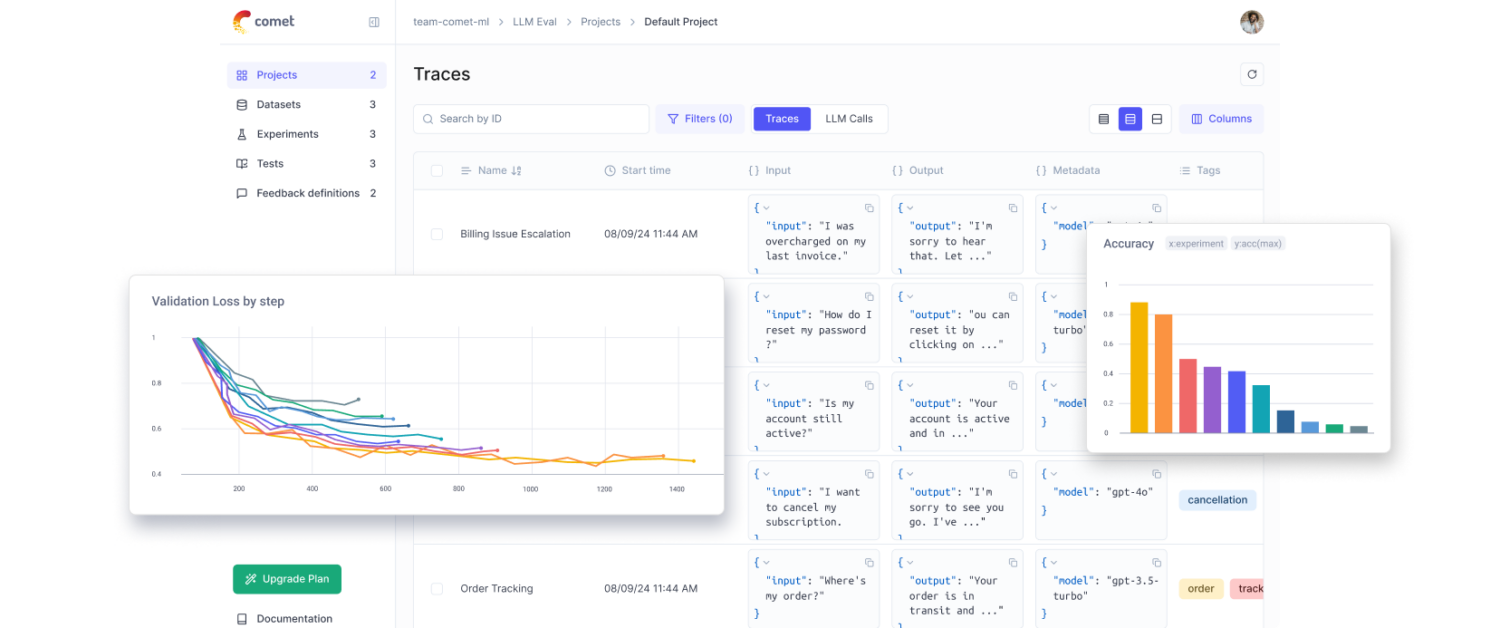 comet
team-comet-ml > LLM Eval > Projects > Default Project
Projects 2
Datasets 3
Experiments 3
Tests 3
Feedback definitions 2
Upgrade Plan
Documentation
Traces
Search by ID
Filters (0)
Traces
LLM Calls
Columns
Name
Start time
{ } Input
{ } Output
{ } Metadata
Tags
Billing Issue Escalation
08/09/24 11:44 AM
{
"input": "I was
overcharged on my
last invoice."
}
{
"output": "I'm
sorry to hear
that. Let ..."
}
{
"model":
}
{
"input": "How do I
reset my password
?"
}
{
"output": "ou can
reset it by
clicking on ..."
}
{
"model
turbo"
}
{
"input": "Is my
account still
active?"
}
{
"output": "Your
account is active
and in ..."
}
{
"model
}
{
"input": "I want
to cancel my
subscription.
}
{
"output": "I'm
sorry to see you
go. I've ..."
}
{
"model": "gpt-4o"
}
cancellation
Order Tracking
08/09/24 11:44 AM
{
"input": "Where's
my order?"
}
{
"output": "Your
order is in
transit and ..."
}
{
"model": "gpt-3.5-
turbo"
}
order
track
Validation Loss by step
1
0.8
0.6
0.4
200 400 600 800 1000 1200 1400
Accuracy x:experiment y:acc(max)
1
0.8
0.6
0.4
0.2
0